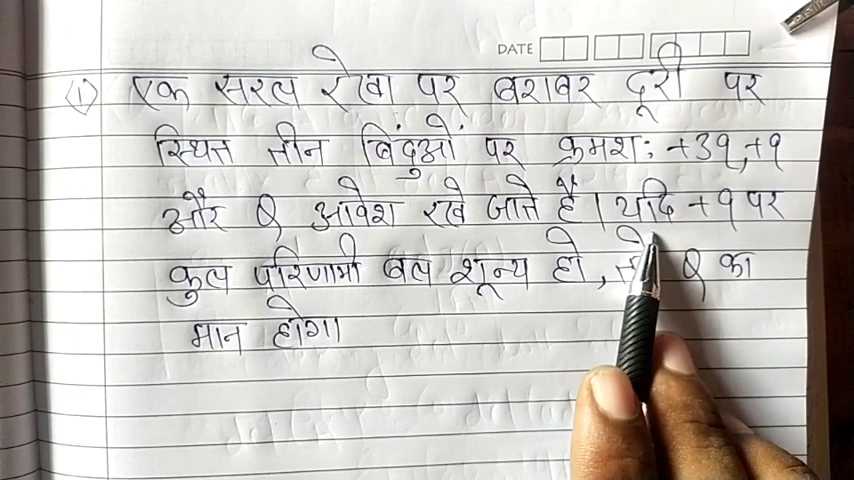 DATE
(1) एक सरल रेखा पर बराबर दूरी पर
स्थित तीन बिंदुओं पर क्रमशः +3q, +q
और Q आवेश रखे जाते हैं। यदि +q पर
कुल परिणामी बल शून्य हो, Q का
मान होगा